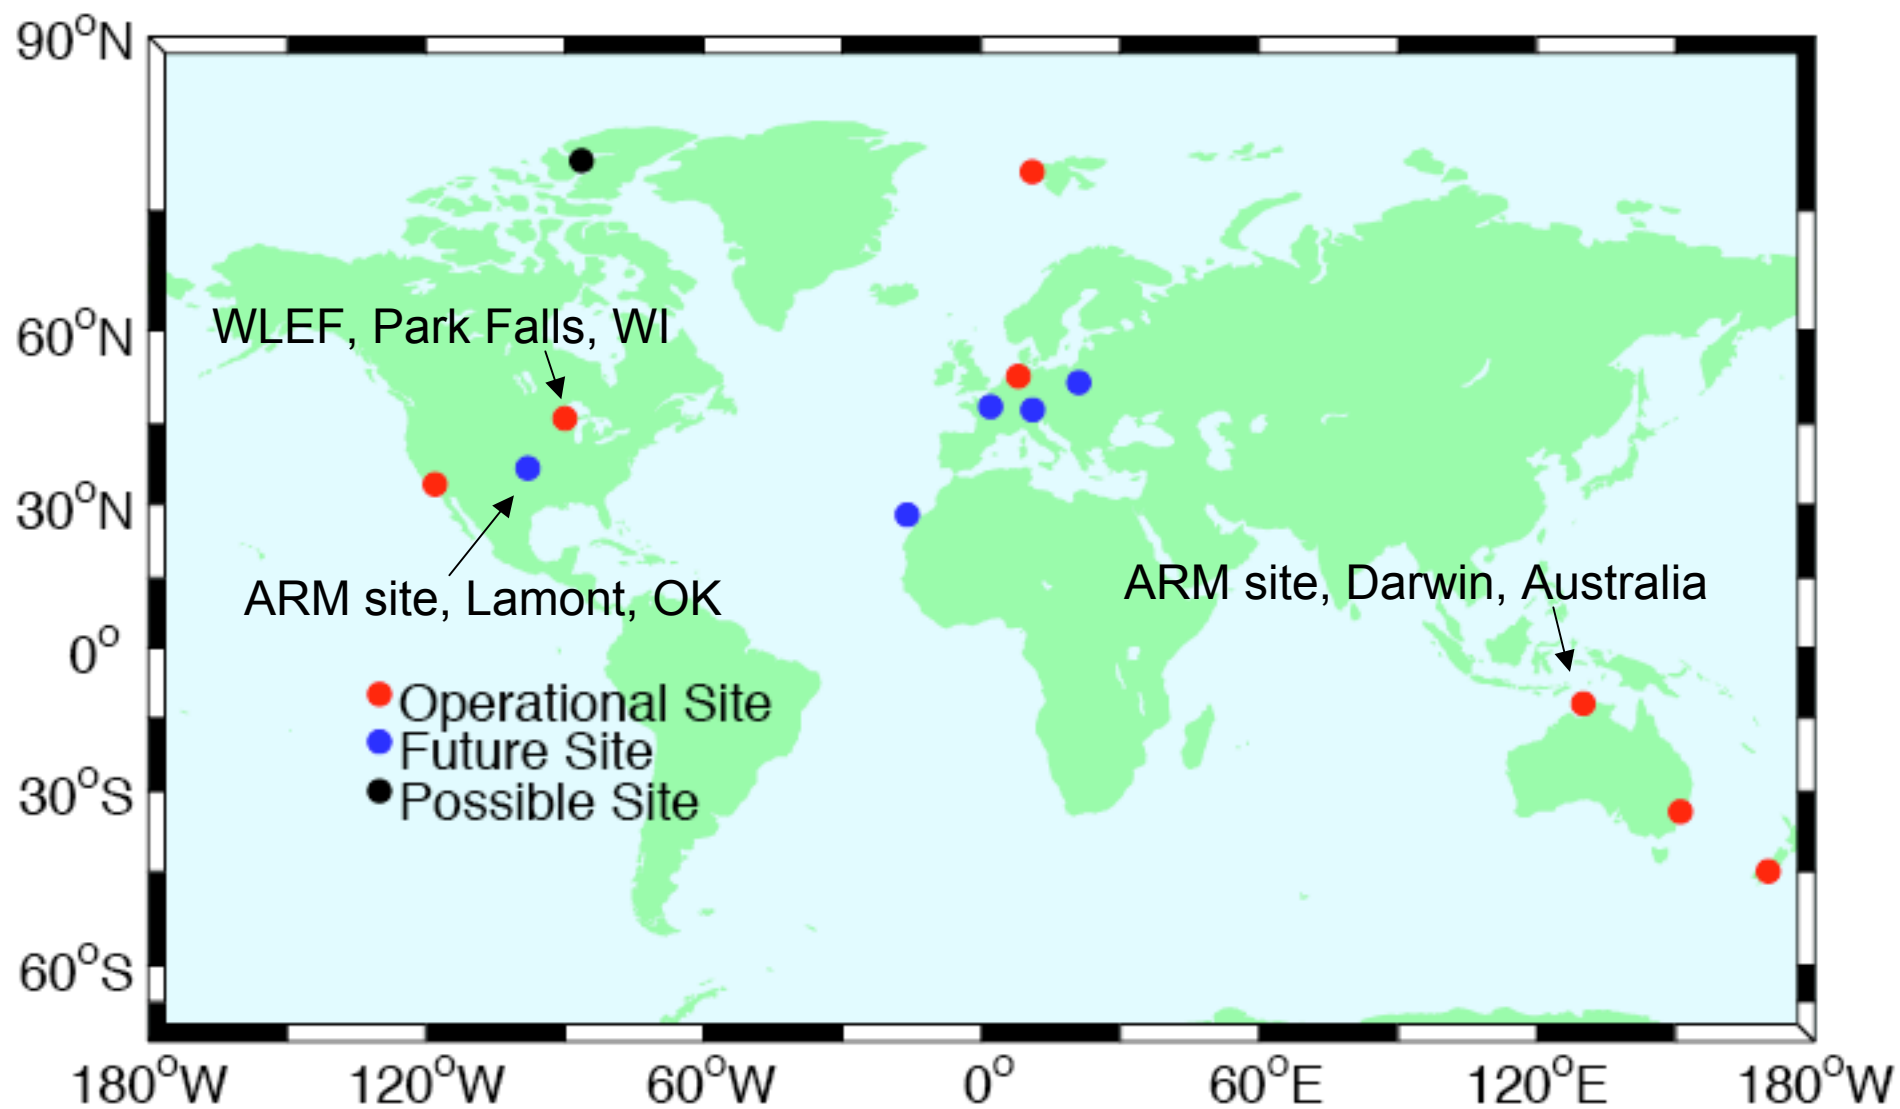 90°N
60°N
30°N
0°
30°S
60°S
WLEF, Park Falls, WI
ARM site, Lamont, OK
ARM site, Darwin, Australia
Operational Site
Future Site
Possible Site
180°W 120°W 60°W 0° 60°E 120°E 180°W